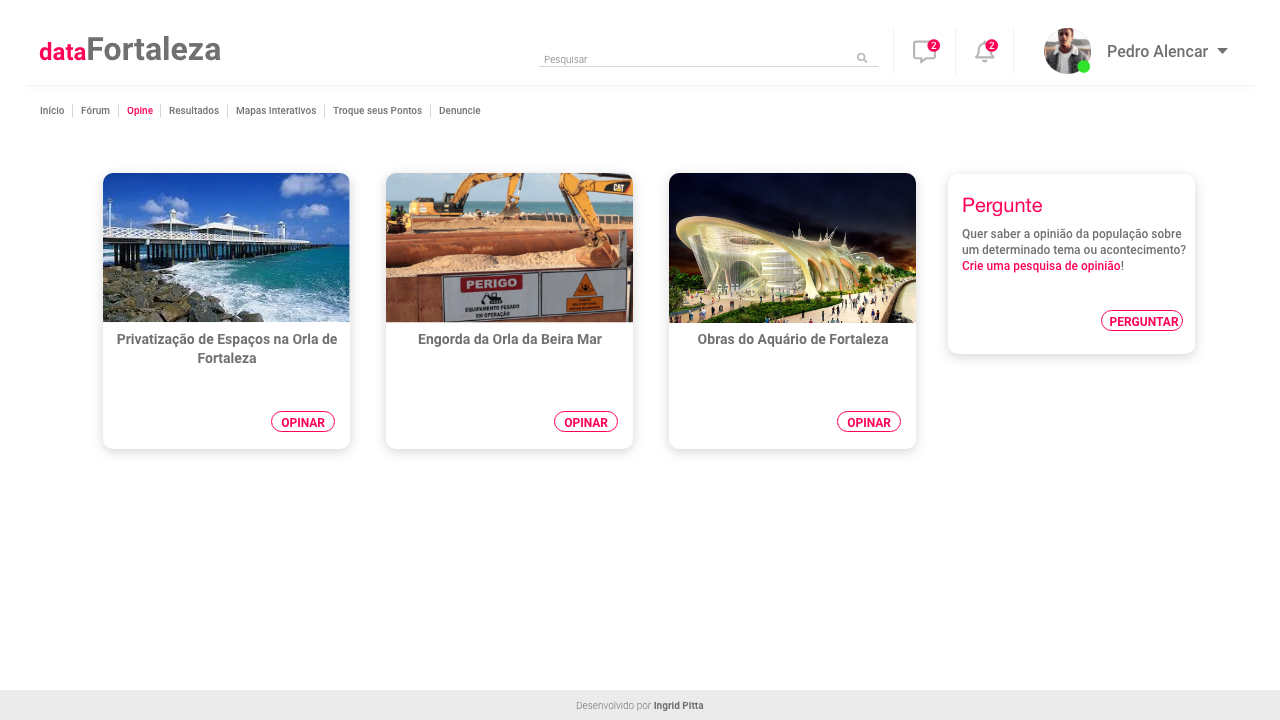 dataFortaleza
Pesquisar
2
2
Pedro Alencar
Início
Fórum
Opine
Resultados
Mapas Interativos
Troque seus Pontos
Denuncie
CAT
PERIGO
EQUIPAMENTO PESADO
EM OPERAÇÃO
Privatização de Espaços na Orla de
Fortaleza
OPINAR
Engorda da Orla da Beira Mar
OPINAR
Obras do Aquário de Fortaleza
OPINAR
Pergunte
Quer saber a opinião da população sobre
um determinado tema ou acontecimento?
Crie uma pesquisa de opinião!
PERGUNTAR
Desenvolvido por Ingrid Pitta